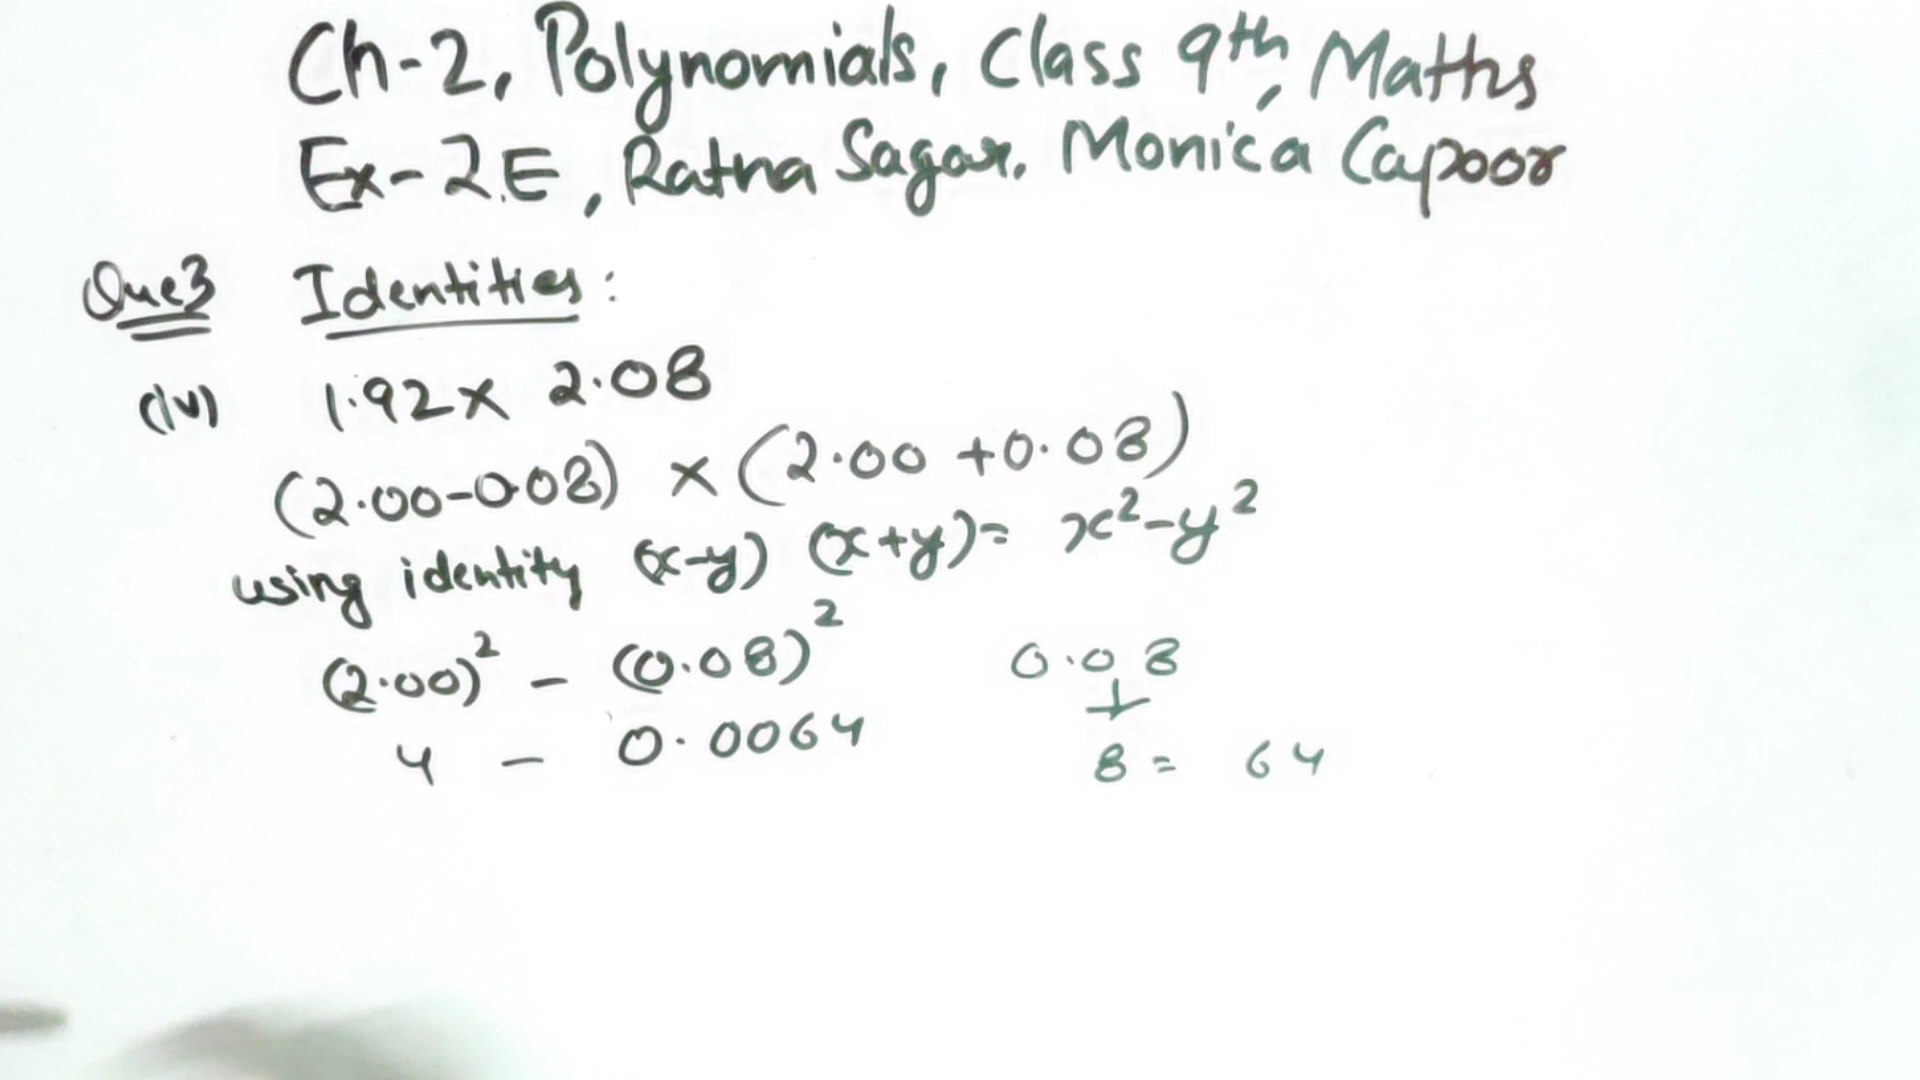 Ch-2, Polynomials, Class 9th, Maths
Ex-2E, Ratna Sagar, Monica Capoor
Que3 Identities:
(iv) 1.92 x 2.08
(2.00-0.08) x (2.00 +0.08)
using identity (x-y) (x+y)= x²-y²
(2.00)² - (0.08)² 0.08
4 - 0.0064 8 = 64